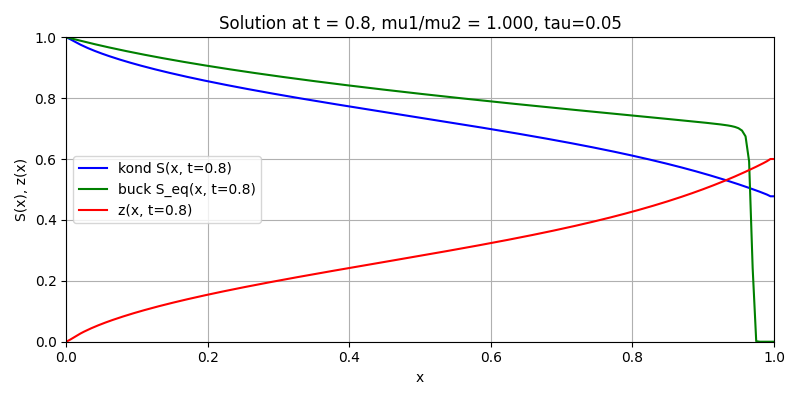 Solution at t = 0.8, mu1/mu2 = 1.000, tau=0.05
1.0
0.8
0.6
0.4
0.2
0.0
S(x), z(x)
kond S(x, t=0.8)
buck S_eq(x, t=0.8)
z(x, t=0.8)
0.0 0.2 0.4 0.6 0.8 1.0
x